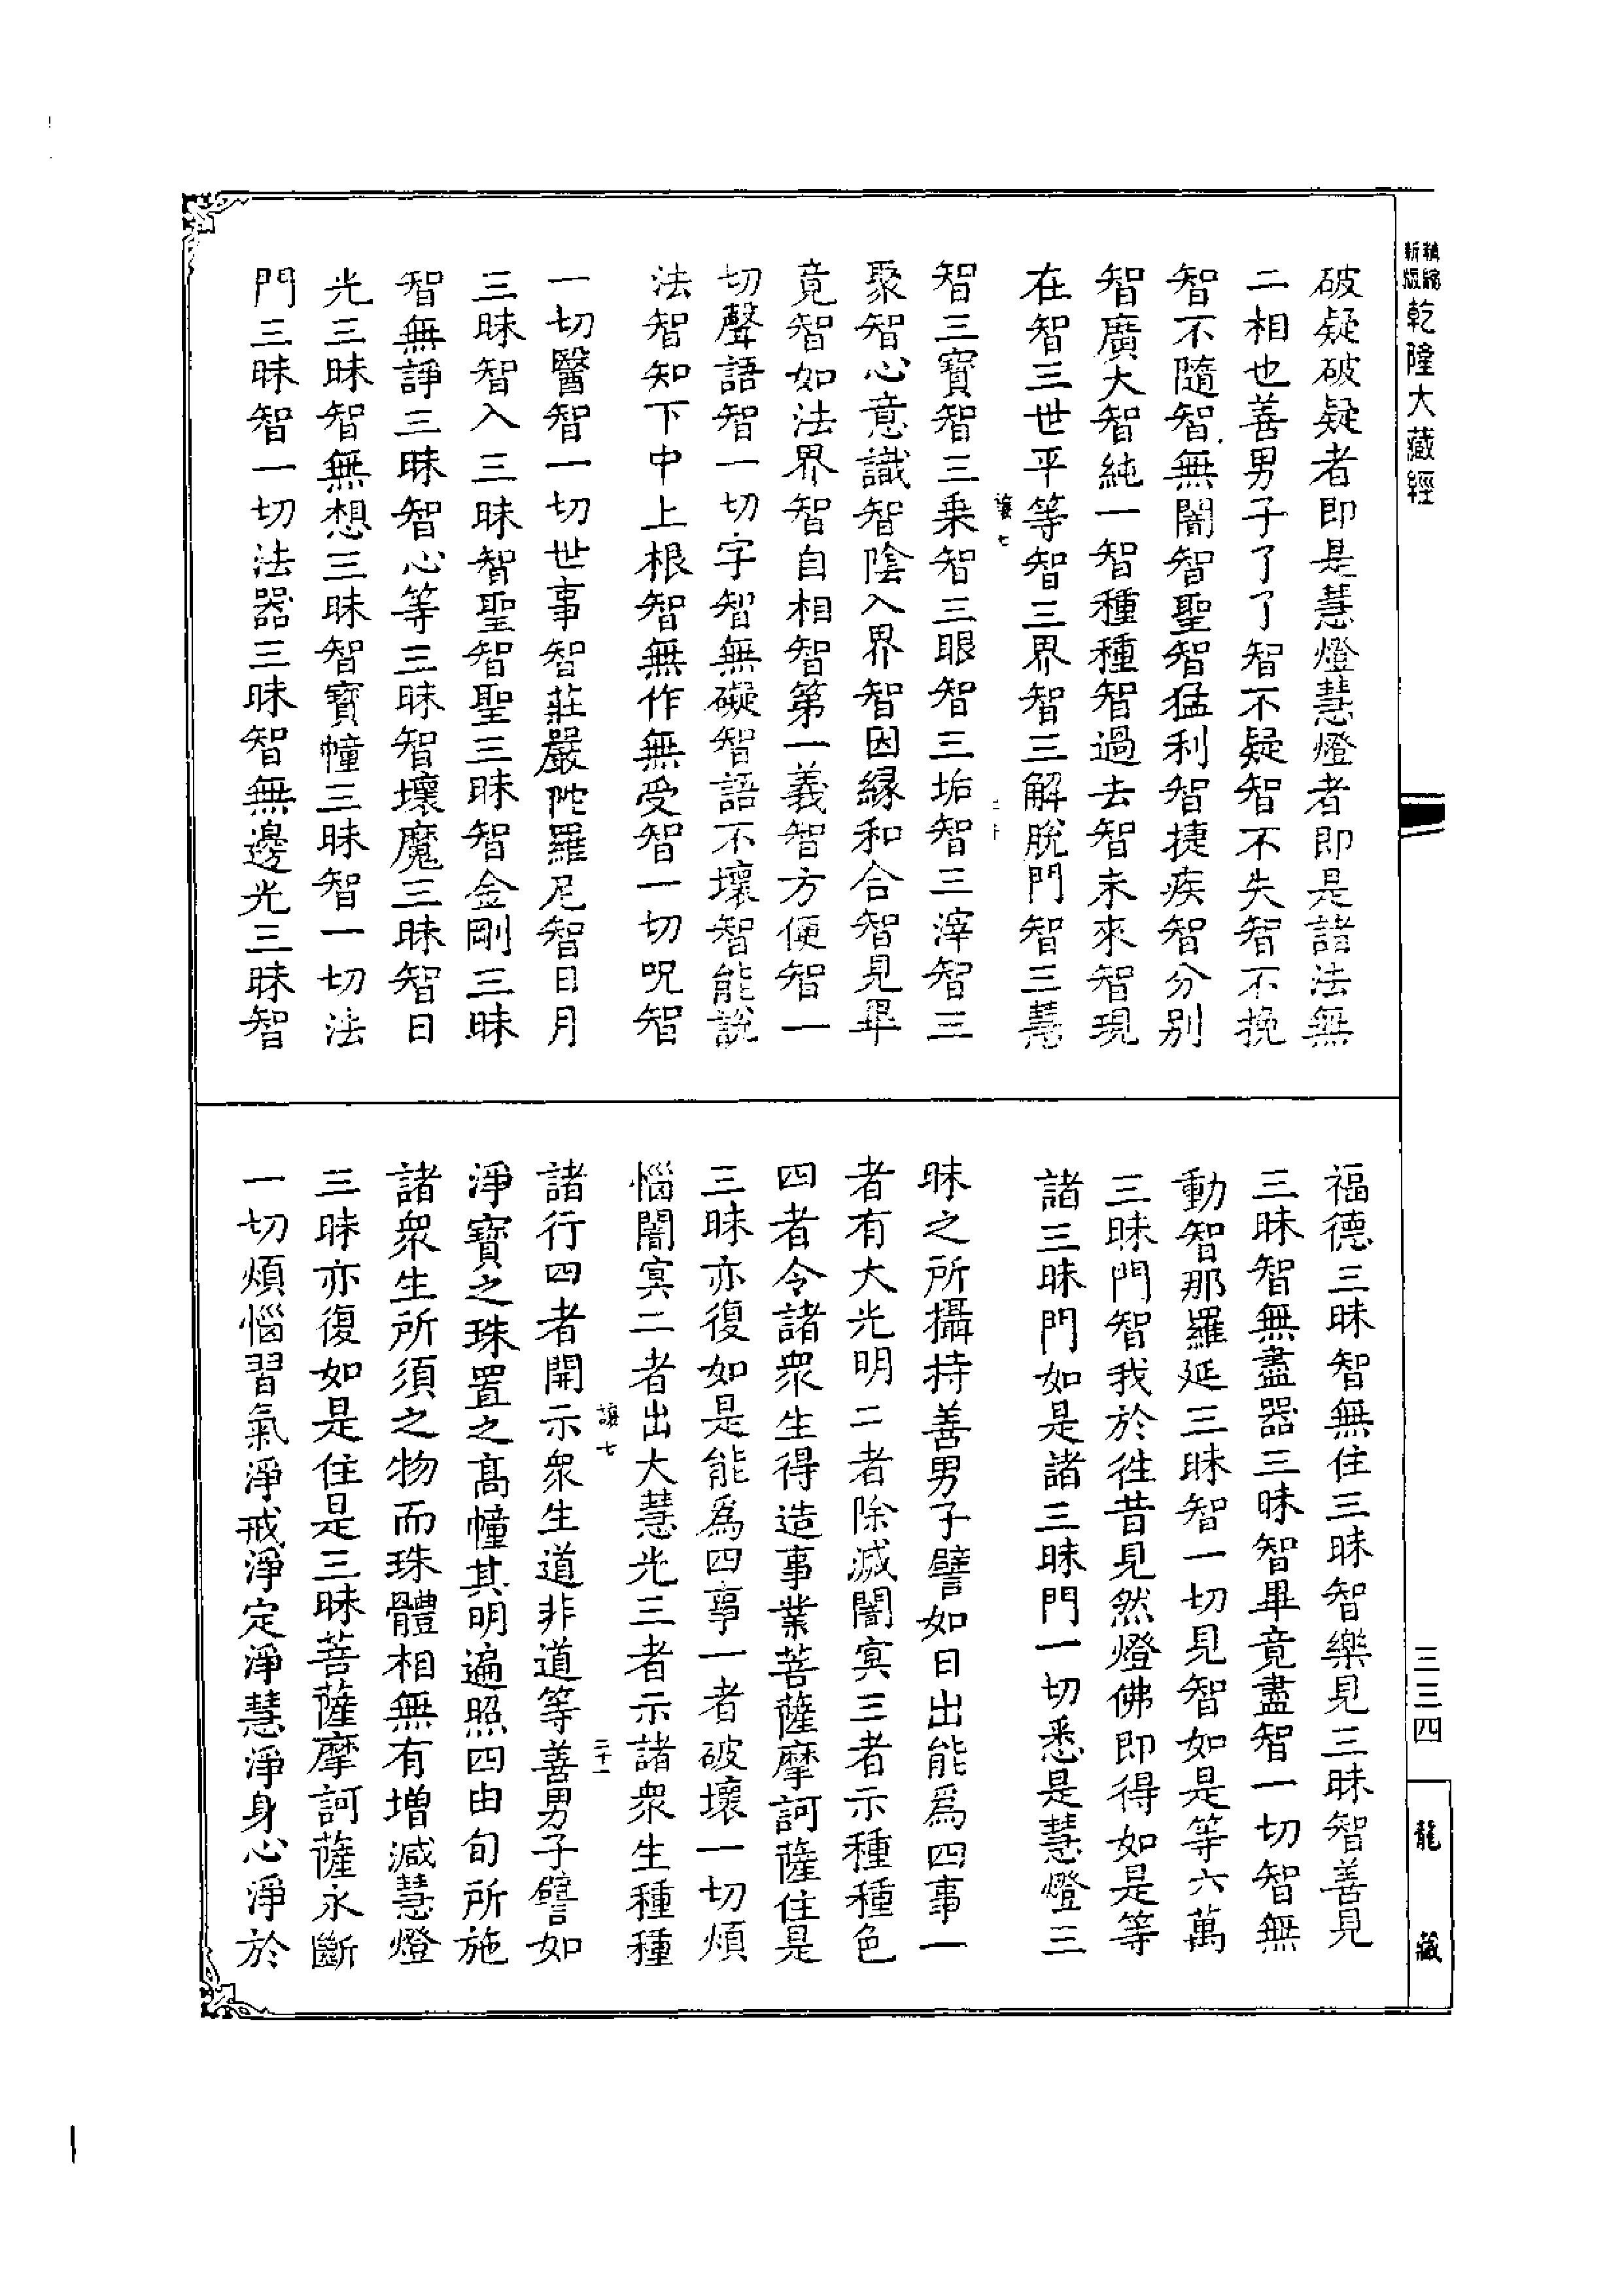 新版
精縮
乾隆大藏經
三三四
龍藏
破疑破疑者即是慧燈慧燈者即是諸法無
二相也善男子了了智不疑智不失智不挽
智不隨智無闇智聖智猛利智捷疾智分別
智廣大智純一智種種智過去智未來智現
在智三世平等智三界智三解脫門智三慧
讓七
智三寶智三乘智三眼智三垢智三滓智三
聚智心意識智陰入界智因緣和合智見畢
竟智如法界智自相智第一義智方便智一
切聲語智一切字智無礙智語不壞智能說
法智知下中上根智無作無受智一切呪智
一切醫智一切世事智莊嚴陀羅尼智日月
三昧智入三昧智聖智聖三昧智金剛三昧
智無諍三昧智心等三昧智壞魔三昧智日
光三昧智無想三昧智寶幢三昧智一切法
門三昧智一切法器三昧智無邊光三昧智
福德三昧智無住三昧智樂見三昧智善見
三昧智無盡器三昧智畢竟盡智一切智無
動智那羅延三昧智一切見智如是等六萬
三昧門智我於往昔見然燈佛即得如是等
諸三昧門如是諸三昧門一切悉是慧燈三
昧之所攝持善男子譬如日出能爲四事一
者有大光明二者除滅闇冥三者示種種色
四者令諸衆生得造事業菩薩摩訶薩住是
三昧亦復如是能爲四事一者破壞一切煩
惱闇冥二者出大慧光三者示諸衆生種種
讓七
二十一
諸行四者開示衆生道非道等善男子譬如
淨寶之珠置之高幢其明遍照四由旬所施
諸衆生所須之物而珠體相無有增減慧燈
三昧亦復如是住是三昧菩薩摩訶薩永斷
一切煩惱習氣淨戒淨定淨慧淨身心淨於